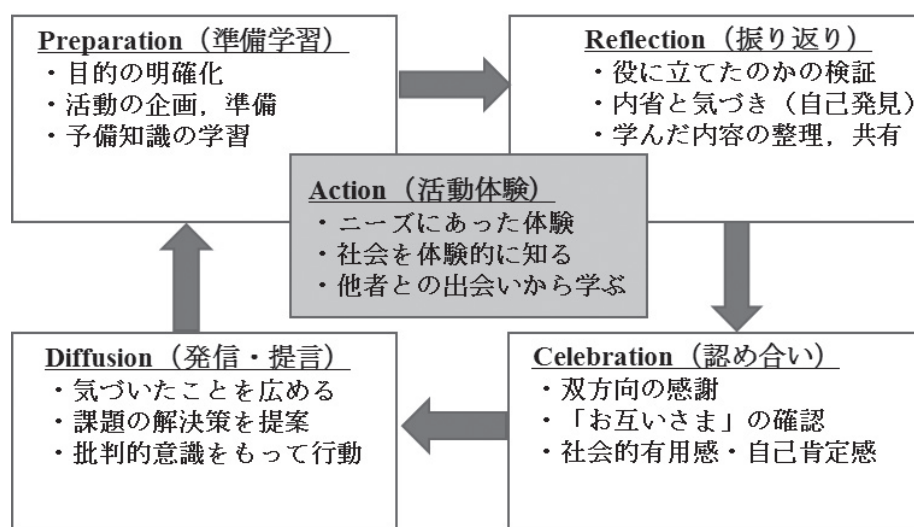 Preparation（準備学習）
・目的の明確化
・活動の企画，準備
・予備知識の学習
Reflection（振り返り）
・役に立てたのかの検証
・内省と気づき（自己発見）
・学んだ内容の整理，共有
Action（活動体験）
・ニーズにあった体験
・社会を体験的に知る
・他者との出会いから学ぶ
Diffusion（発信・提言）
・気づいたことを広める
・課題の解決策を提案
・批判的意識をもって行動
Celebration（認め合い）
・双方向の感謝
・「お互いさま」の確認
・社会的有用感・自己肯定感